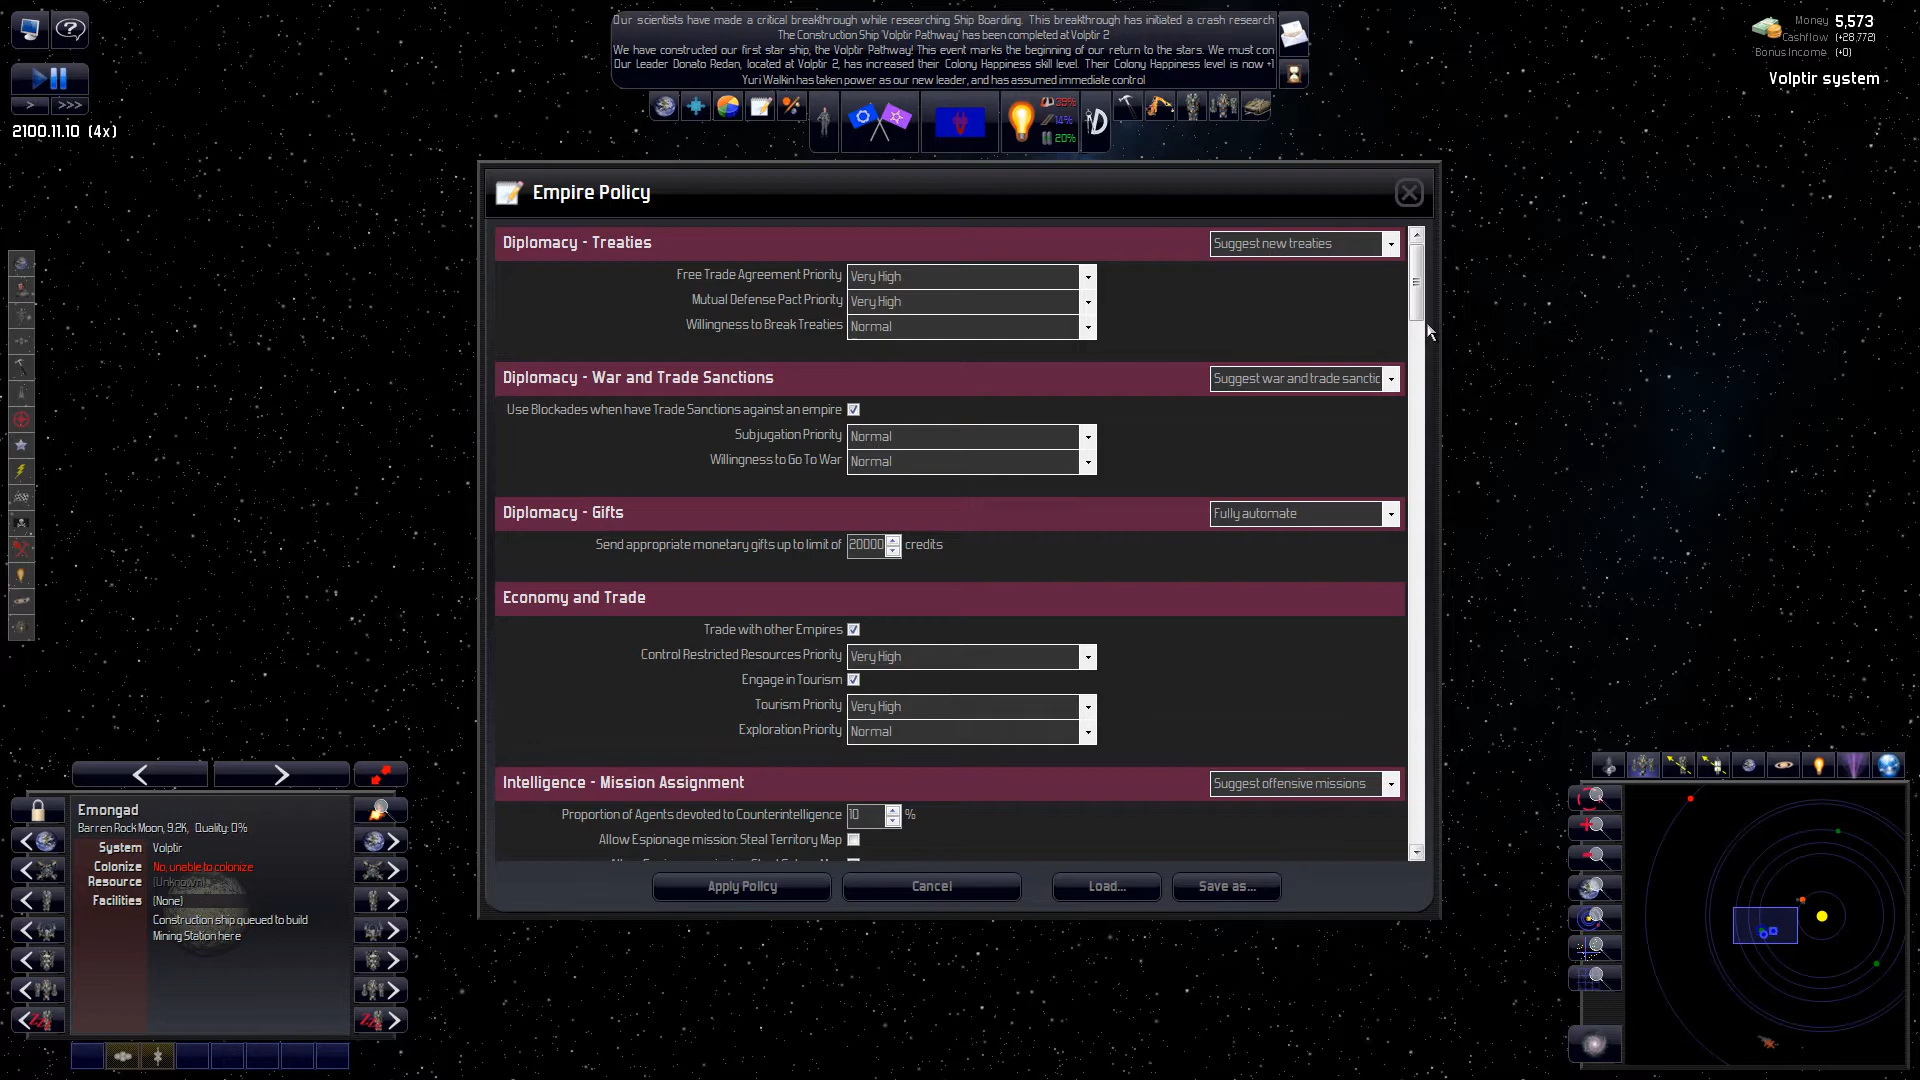 Our scientists have made a critical breakthrough while researching Ship Boarding. This breakthrough has initiated a crash research
The Construction Ship 'Volptir Pathway' has been completed at Volptir 2
We have constructed our first star ship, the Volptir Pathway! This event marks the beginning of our return to the stars. We must con
Our Leader Donato Redan, located at Volptir 2, has increased their Colony Happiness skill level. Their Colony Happiness level is now +1
Yuri Walkin has taken power as our new leader, and has assumed immediate control
Money 5,573
Cashflow (+28,772)
Bonus Income (+0)
Volptir system
> >>>
2100.11.10 (4x)
39%
14%
20%
Empire Policy
Diplomacy - Treaties
Suggest new treaties
Free Trade Agreement Priority Very High
Mutual Defense Pact Priority Very High
Willingness to Break Treaties Normal
Diplomacy - War and Trade Sanctions
Suggest war and trade sanctic
Use Blockades when have Trade Sanctions against an empire
Subjugation Priority Normal
Willingness to Go To War Normal
Diplomacy - Gifts
Fully automate
Send appropriate monetary gifts up to limit of 20000 credits
Economy and Trade
Trade with other Empires
Control Restricted Resources Priority Very High
Engage in Tourism
Tourism Priority Very High
Exploration Priority Normal
Intelligence - Mission Assignment
Suggest offensive missions
Proportion of Agents devoted to Counterintelligence 10 %
Allow Espionage mission: Steal Territory Map
Apply Policy
Cancel
Load...
Save as...
Emongad
Barren Rock Moon, 9.2K, Quality: 0%
System Volptir
Colonize No, unable to colonize
Resource (Unknown)
Facilities (None)
Construction ship queued to build
Mining Station here